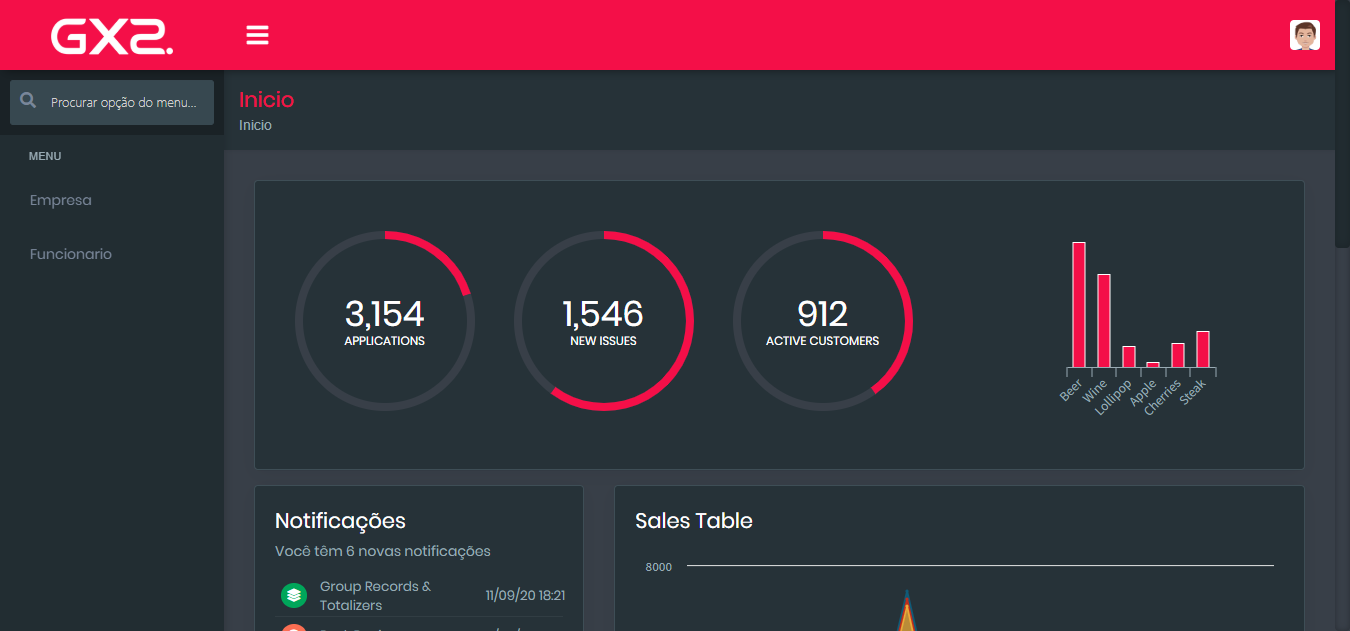 GX2.
Procurar opção do menu...
Inicio
Inicio
MENU
Empresa
Funcionario
3,154
APPLICATIONS
1,546
NEW ISSUES
912
ACTIVE CUSTOMERS
Beer
Wine
Lollipop
Apple
Cherries
Steak
Notificações
Você têm 6 novas notificações
Group Records &
Totalizers
11/09/20 18:21
Sales Table
8000